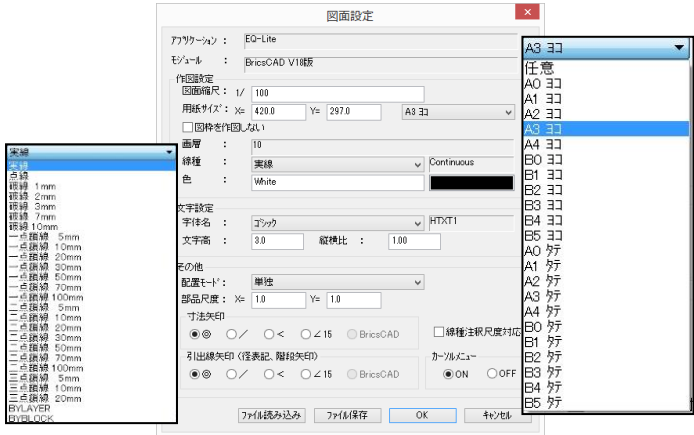 図面設定
×
アプリケーション : EQ-Lite
モジュール : BricsCAD V18版
作図設定
図面縮尺 : 1/ 100
用紙サイズ : X= 420.0 Y= 297.0 A3 ヨコ
図枠を作図しない
画層 : 10
線種 : 実線 Continuous
色 : White
文字設定
字体名 : ゴシック HTXT1
文字高 : 3.0 縦横比 : 1.00
その他
配置モード : 単独
部品尺度 : X= 1.0 Y= 1.0
寸法矢印
◎ ／ < ∠15 BricsCAD
線種注釈尺度対応
引出線矢印 (径表記、階段矢印)
◎ ／ < ∠15 BricsCAD
カーソルメニュー
ON OFF
ファイル読み込み ファイル保存 OK キャンセル
実線
実線
点線
破線 1mm
破線 2mm
破線 3mm
破線 7mm
破線 10mm
一点鎖線 5mm
一点鎖線 10mm
一点鎖線 20mm
一点鎖線 30mm
一点鎖線 50mm
一点鎖線 70mm
一点鎖線 100mm
二点鎖線 5mm
二点鎖線 10mm
二点鎖線 20mm
二点鎖線 30mm
二点鎖線 50mm
二点鎖線 70mm
二点鎖線 100mm
三点鎖線 5mm
三点鎖線 10mm
三点鎖線 20mm
BYLAYER
BYBLOCK
A3 ヨコ
任意
A0 ヨコ
A1 ヨコ
A2 ヨコ
A3 ヨコ
A4 ヨコ
B0 ヨコ
B1 ヨコ
B2 ヨコ
B3 ヨコ
B4 ヨコ
B5 ヨコ
A0 タテ
A1 タテ
A2 タテ
A3 タテ
A4 タテ
B0 タテ
B1 タテ
B2 タテ
B3 タテ
B4 タテ
B5 タテ